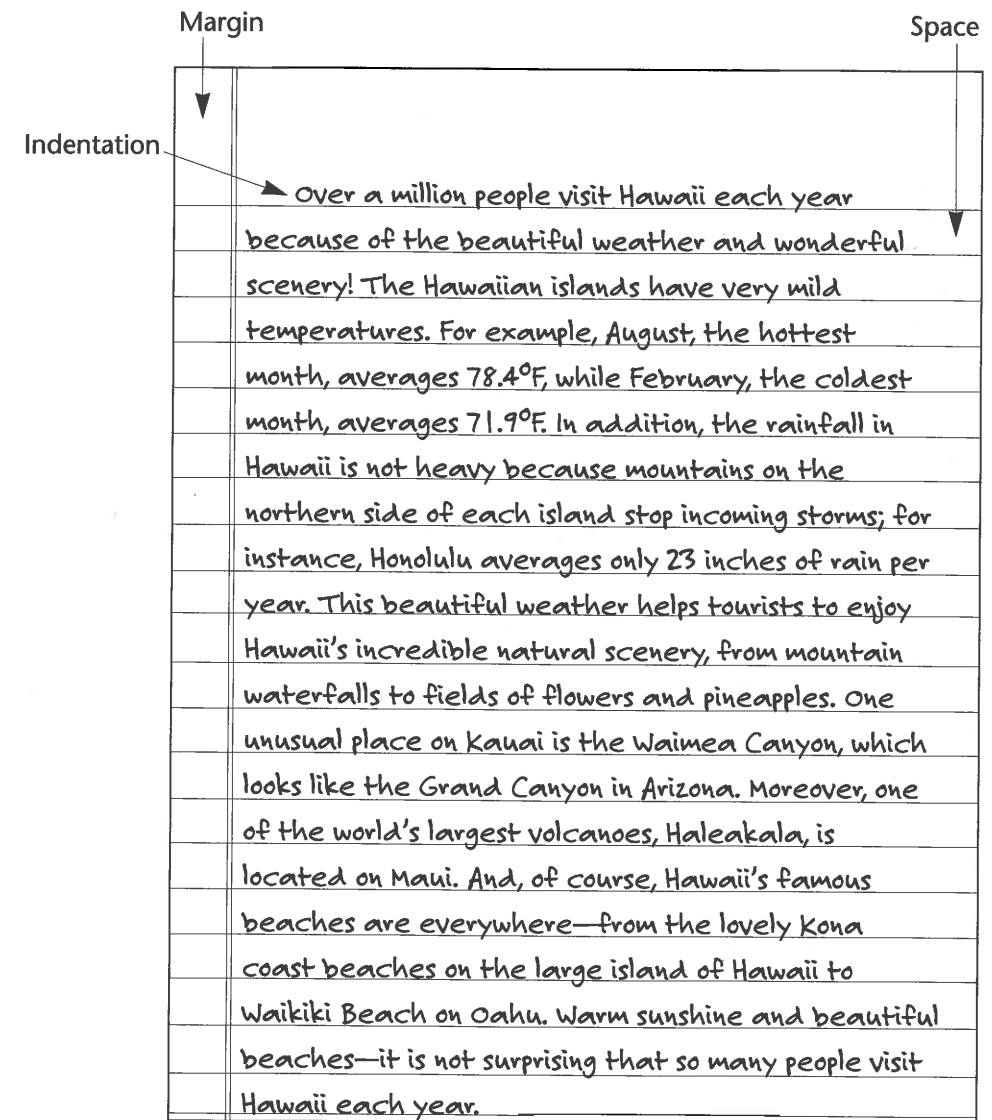 Margin
Space
Indentation
Over a million people visit Hawaii each year
because of the beautiful weather and wonderful
scenery! The Hawaiian islands have very mild
temperatures. For example, August, the hottest
month, averages 78.4°F, while February, the coldest
month, averages 71.9°F. In addition, the rainfall in
Hawaii is not heavy because mountains on the
northern side of each island stop incoming storms; for
instance, Honolulu averages only 23 inches of rain per
year. This beautiful weather helps tourists to enjoy
Hawaii's incredible natural scenery, from mountain
waterfalls to fields of flowers and pineapples. One
unusual place on Kauai is the Waimea Canyon, which
looks like the Grand Canyon in Arizona. Moreover, one
of the world's largest volcanoes, Haleakala, is
located on Maui. And, of course, Hawaii's famous
beaches are everywhere—from the lovely Kona
coast beaches on the large island of Hawaii to
Waikiki Beach on Oahu. Warm sunshine and beautiful
beaches—it is not surprising that so many people visit
Hawaii each year.